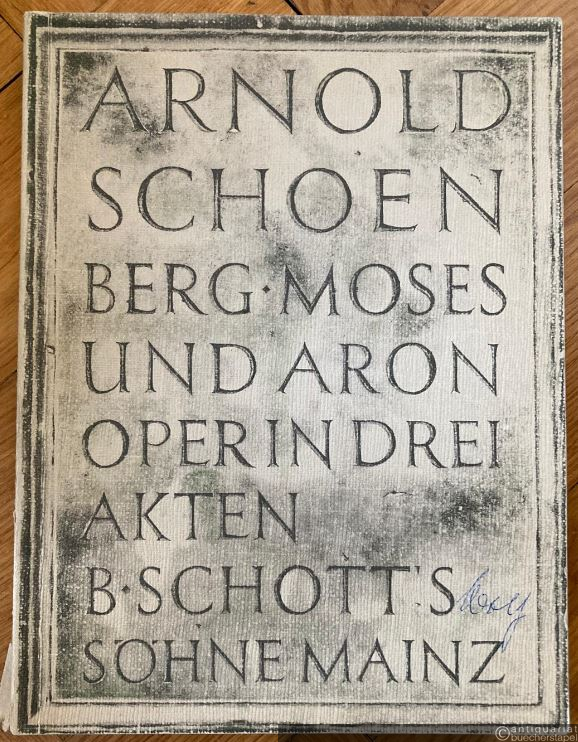 ARNOLD
SCHOEN
BERG·MOSES
UND ARON
OPER IN DREI
AKTEN
B·SCHOTT'S
SÖHNE MAINZ
© antiquariat
buecherstapel